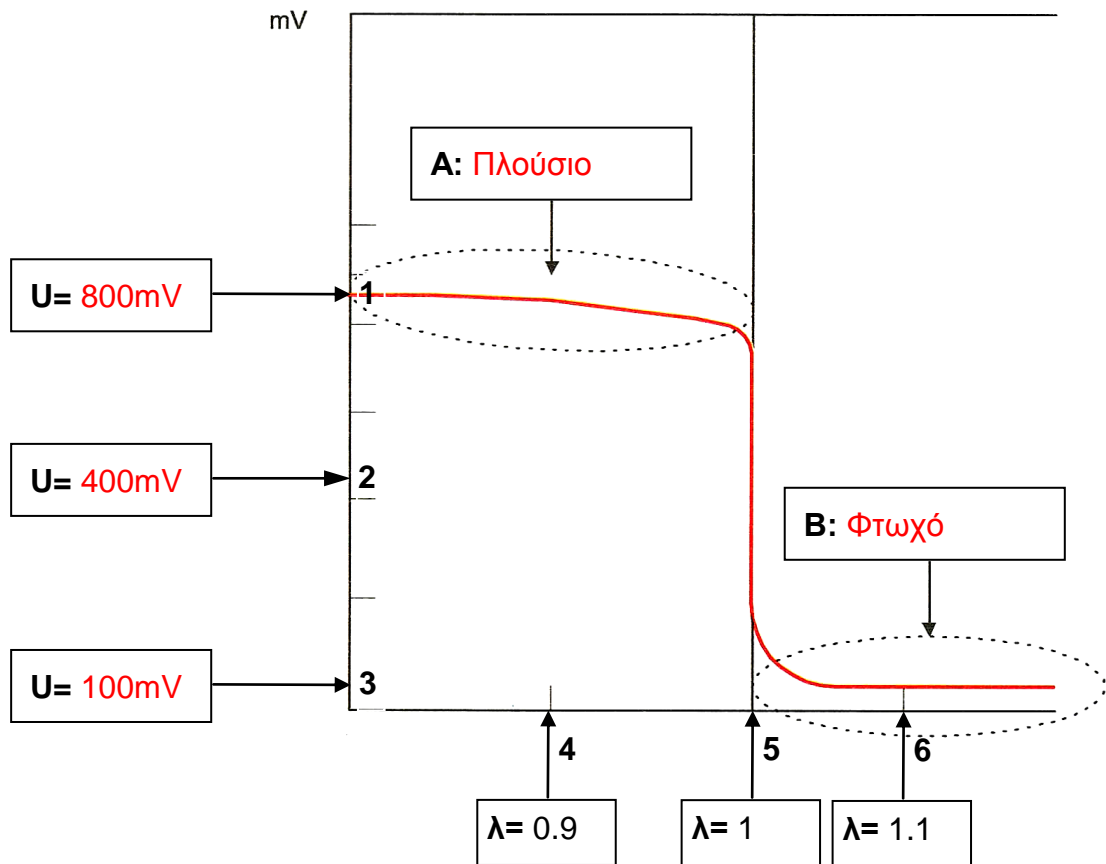 mV
A: Πλούσιο
U= 800mV
1
U= 400mV
2
B: Φτωχό
U= 100mV
3
4
5
6
λ= 0.9
λ= 1
λ= 1.1